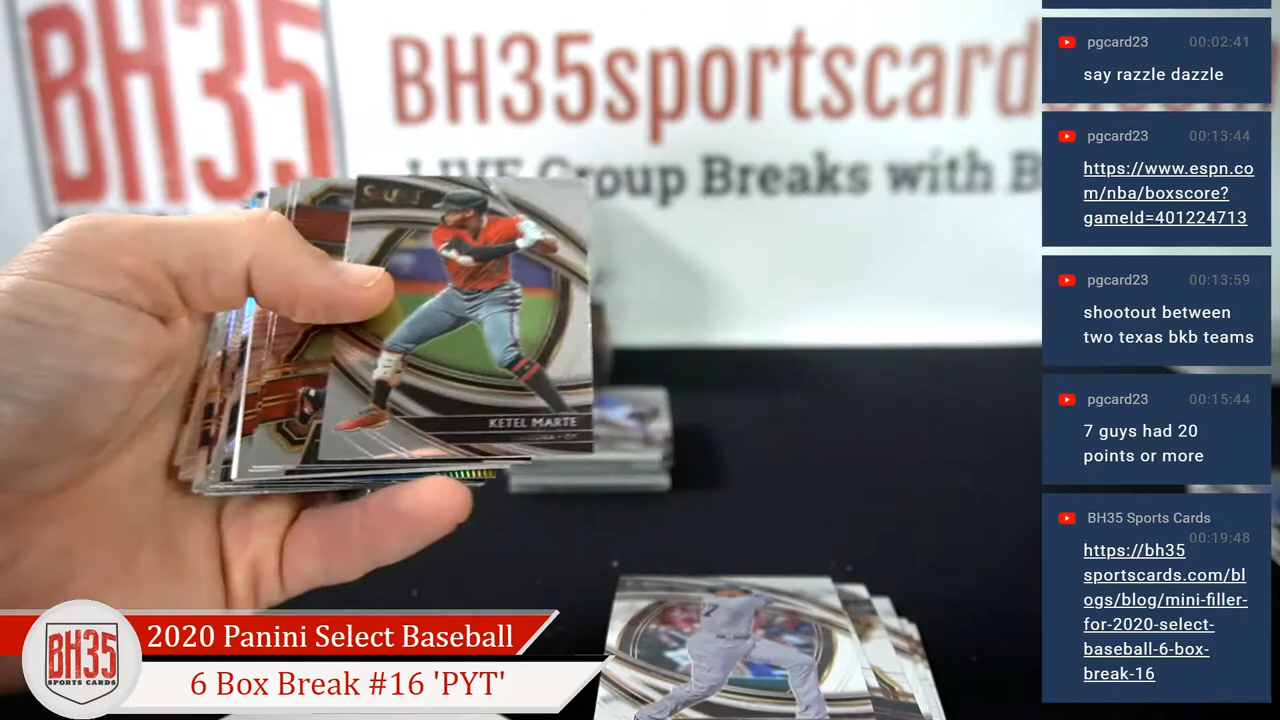 BH35
BH35sportscards.
LIVE Group Breaks with B
SELECT
KETEL MARTE
7
pgcard23 00:02:41
say razzle dazzle
pgcard23 00:13:44
https://www.espn.co
m/nba/boxscore?
gameId=401224713
pgcard23 00:13:59
shootout between
two texas bkb teams
pgcard23 00:15:44
7 guys had 20
points or more
BH35 Sports Cards
00:19:48
https://bh35
sportscards.com/bl
ogs/blog/mini-filler-
for-2020-select-
baseball-6-box-
break-16
BH35
SPORTS CARDS
2020 Panini Select Baseball
6 Box Break #16 'PYT'